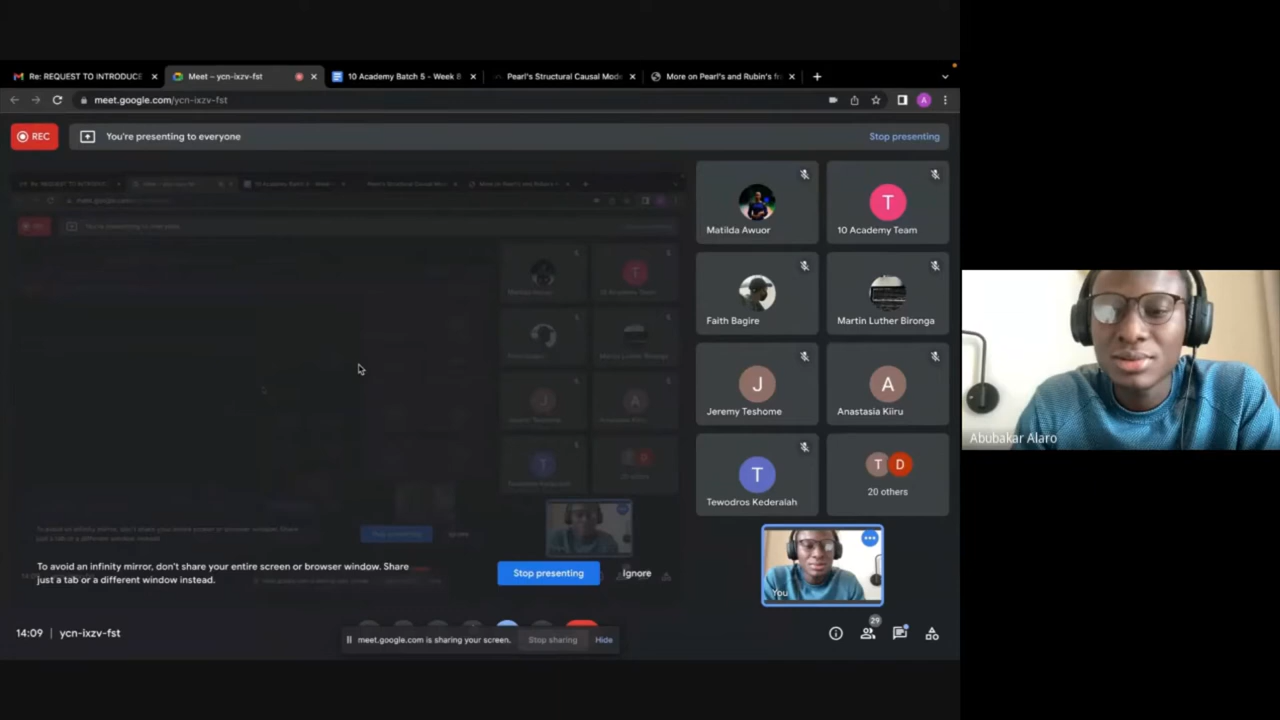 Re: REQUEST TO INTRODUCE
Meet – ycn-ixzv-fst
10 Academy Batch 5 - Week
Pearl's Structural Causal Mod
More on Pearl's and Rubin's
meet.google.com/ycn-ixzv-fst
A
REC
You're presenting to everyone
Stop presenting
Matilda Awuor
T
10 Academy Team
Faith Bagire
Martin Luther Bironga
J
Jeremy Teshome
A
Anastasia Kiiru
T
Tewodros Kederalah
T D
20 others
You
To avoid an infinity mirror, don't share your entire screen or browser window. Share
just a tab or a different window instead.
Stop presenting
Ignore
14:09 | ycn-ixzv-fst
meet.google.com is sharing your screen.
Stop sharing
Hide
29
Abubakar Alaro